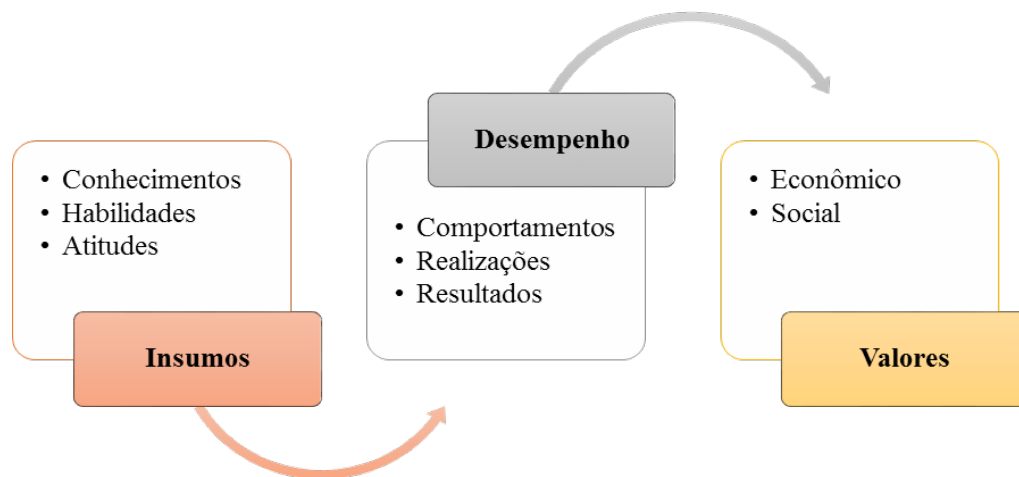 • Conhecimentos
• Habilidades
• Atitudes
Insumos
Desempenho
• Comportamentos
• Realizações
• Resultados
• Econômico
• Social
Valores